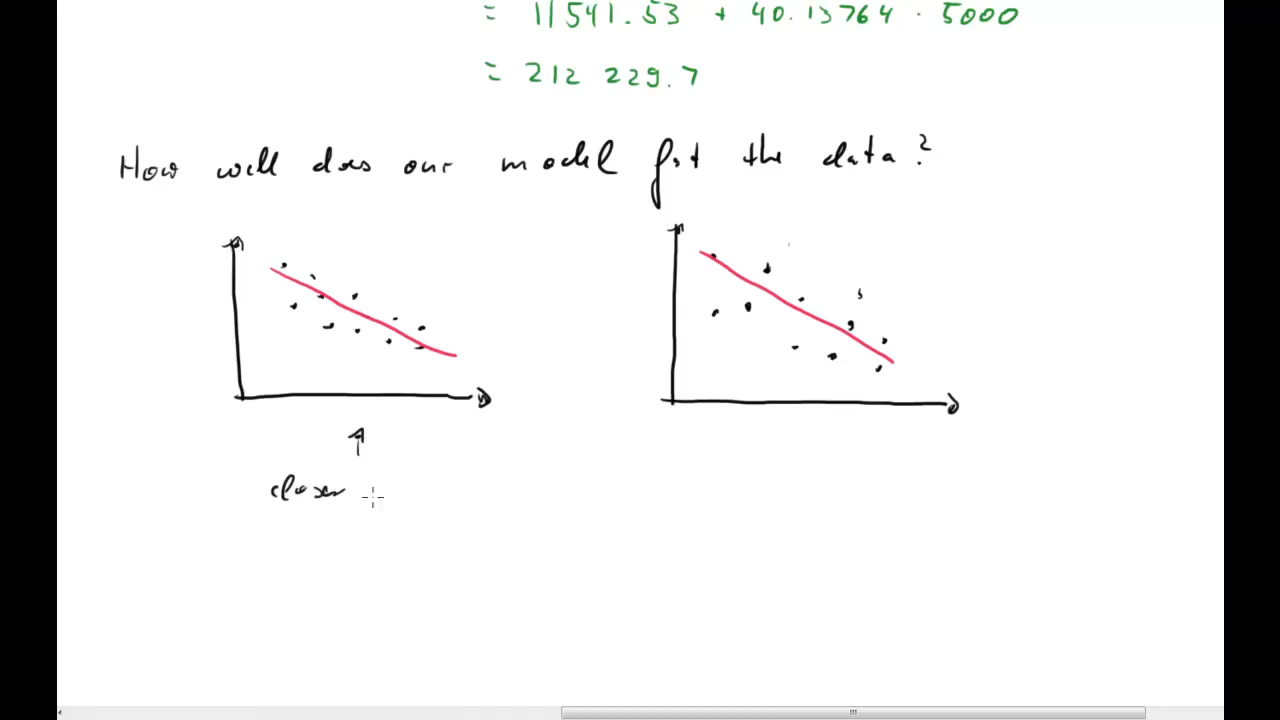 = 11541.53 + 40.13764 · 5000
= 212 229.7
How well does our model fit the data?
closer